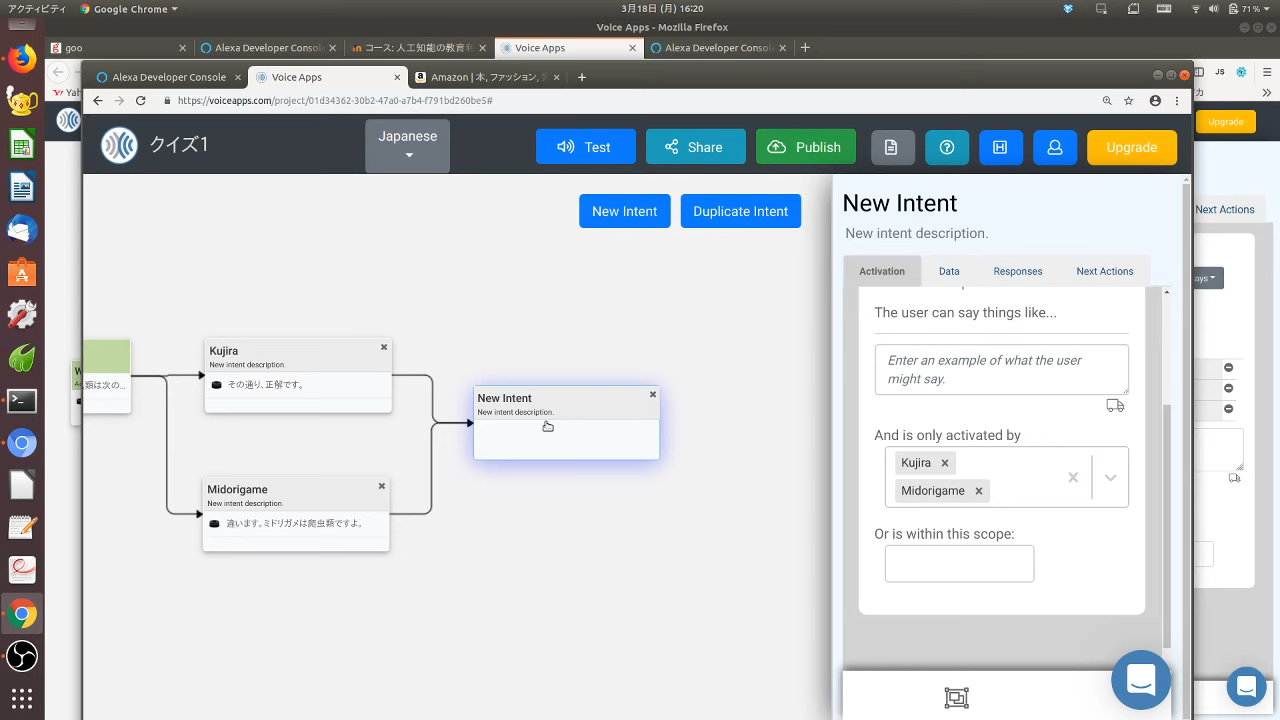 アクティビティ
Google Chrome
3月18日 (月) 16:20
71%
Voice Apps - Mozilla Firefox
goo
Alexa Developer Console
コース: 人工知能の教育
Voice Apps
Alexa Developer Console
Alexa Developer Console
Voice Apps
Amazon | 本, ファッション,
https://voiceapps.com/project/01d34362-30b2-47a0-a7b4-f791bd260be5#
JS
Upgrade
クイズ1
Japanese
Test
Share
Publish
Upgrade
New Intent
Duplicate Intent
New Intent
New intent description.
Next Actions
Activation
Data
Responses
Next Actions
The user can say things like...
Enter an example of what the user
might say.
And is only activated by
Kujira
Midorigame
Or is within this scope:
類は次の...
Kujira
New intent description.
その通り、正解です。
Midorigame
New intent description.
違います。ミドリガメは爬虫類ですよ。
New Intent
New intent description.